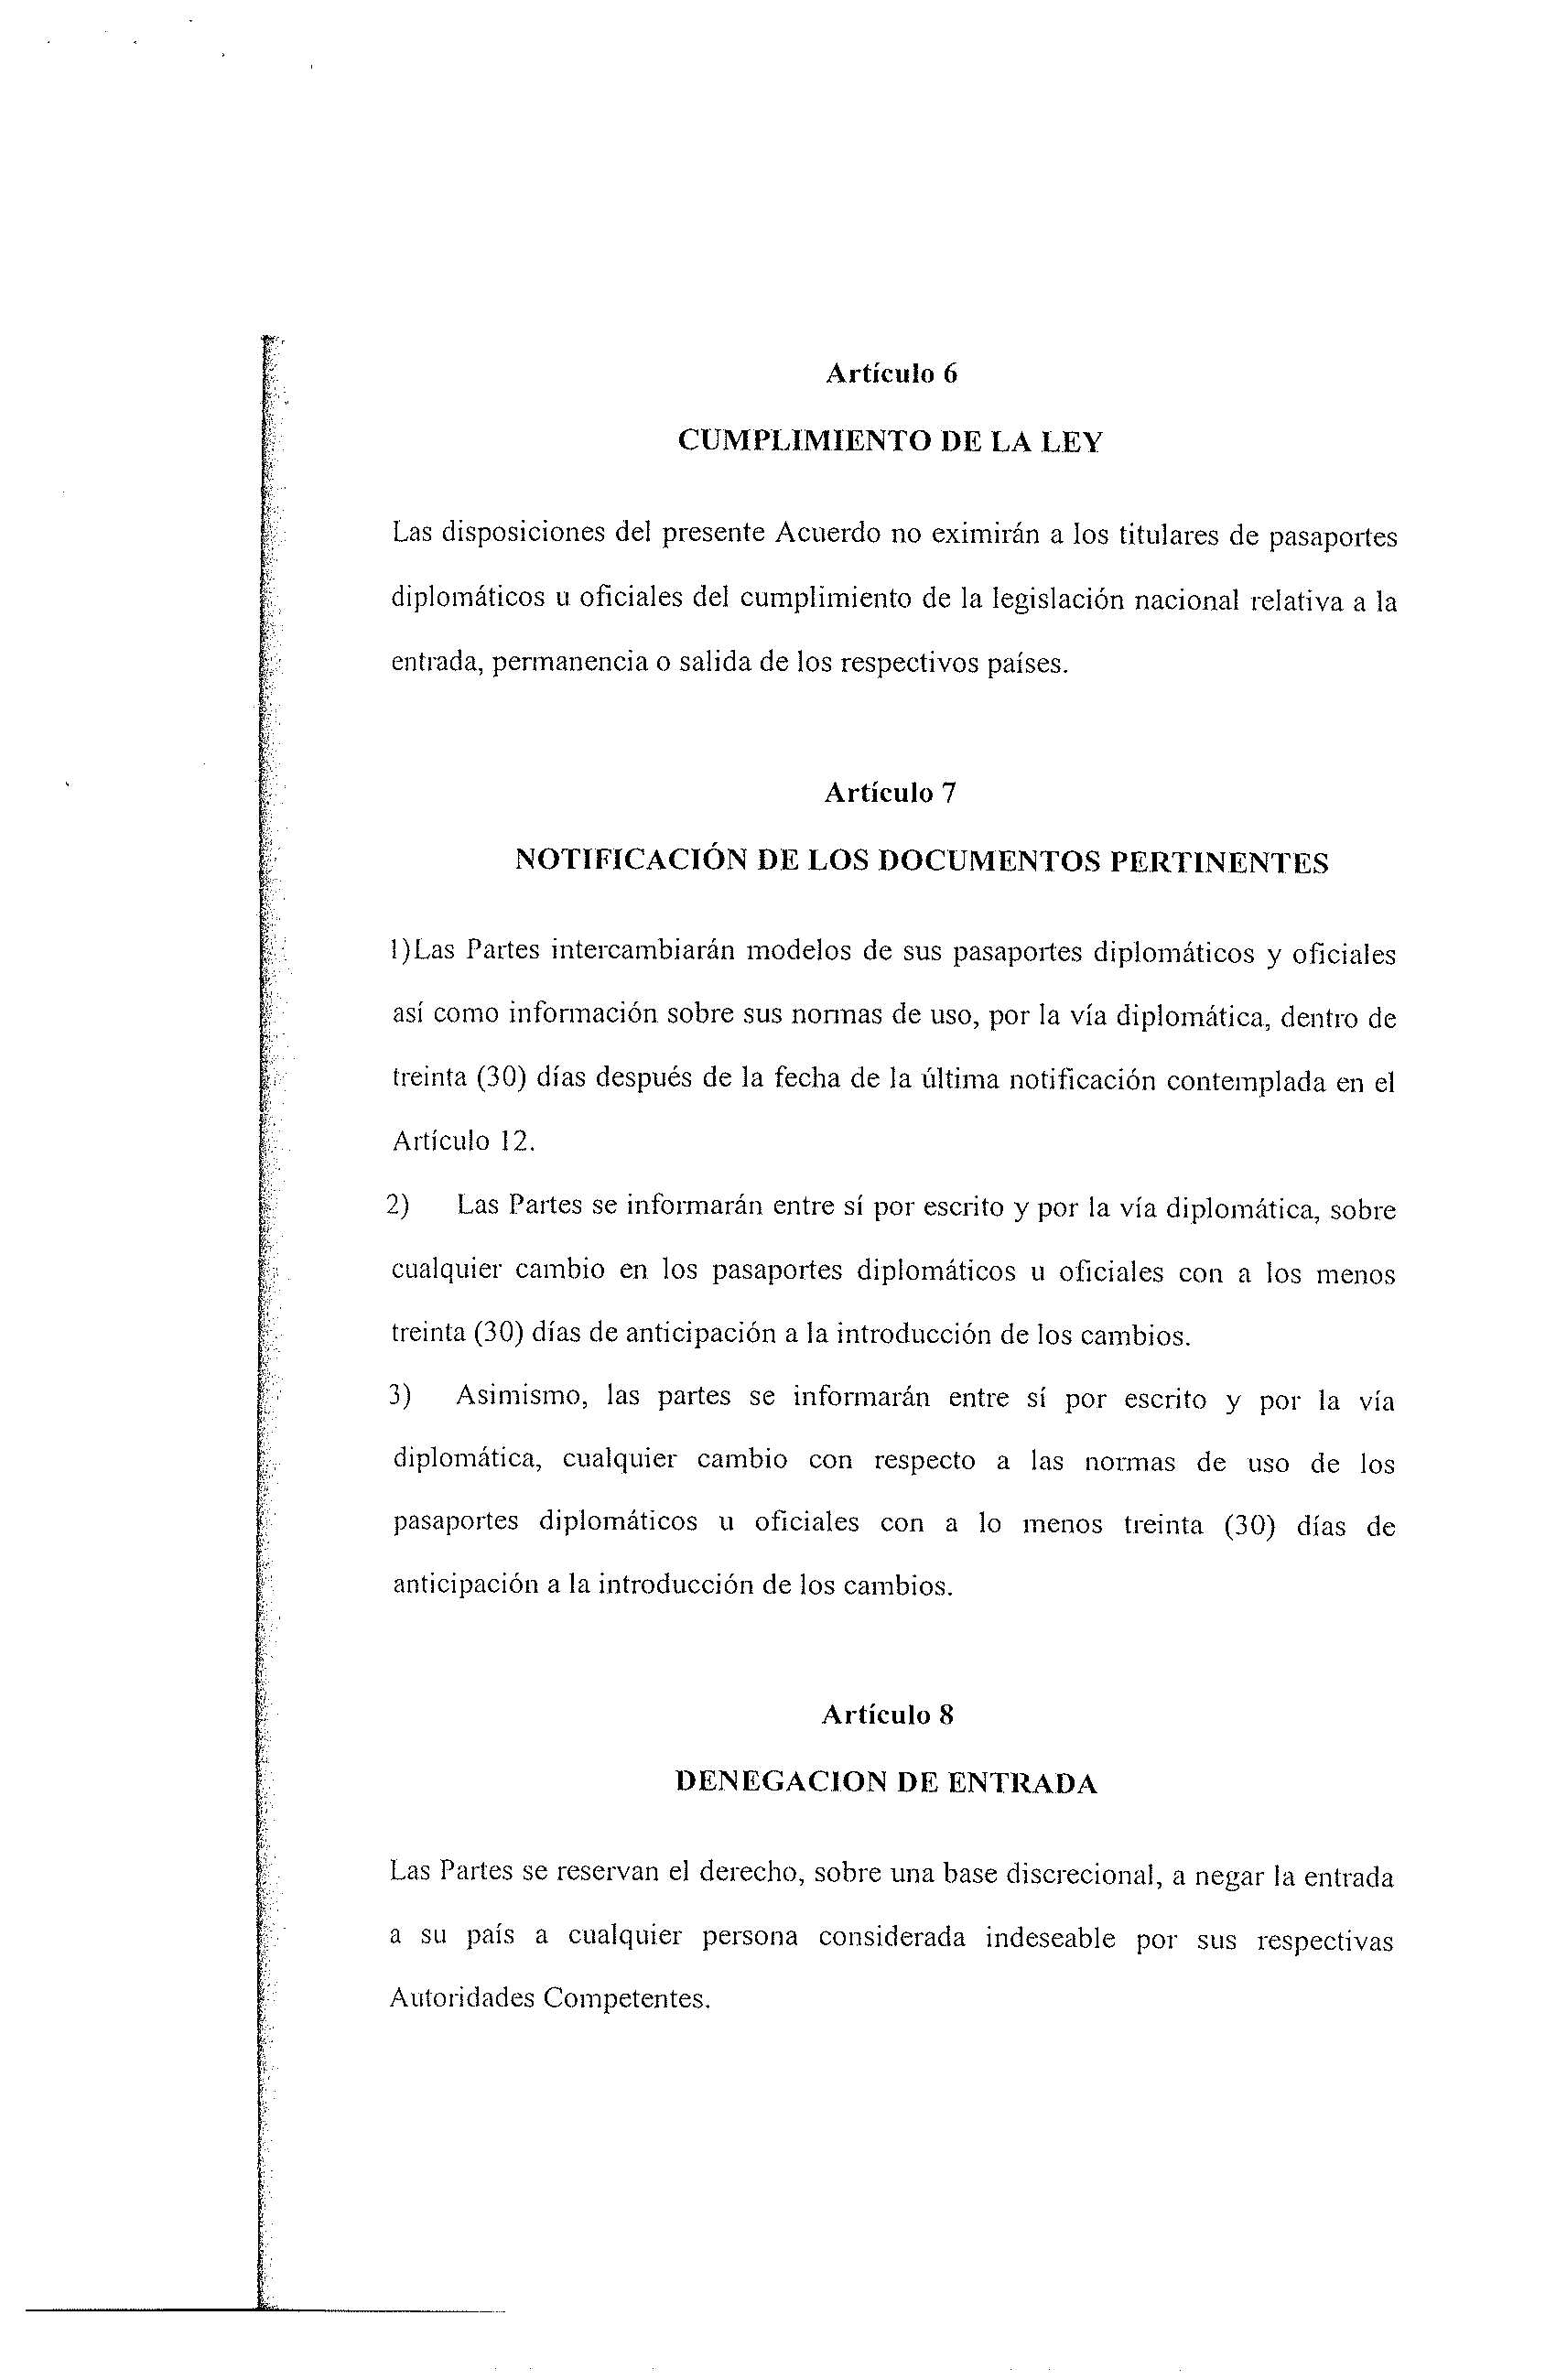 Artículo 6
CUMPLIMIENTO DE LA LEY
Las disposiciones del presente Acuerdo no eximirán a los titulares de pasaportes
diplomáticos u oficiales del cumplimiento de la legislación nacional relativa a la
entrada, permanencia o salida de los respectivos países.
Artículo 7
NOTIFICACIÓN DE LOS DOCUMENTOS PERTINENTES
1)Las Partes intercambiarán modelos de sus pasaportes diplomáticos y oficiales
así como información sobre sus normas de uso, por la vía diplomática, dentro de
treinta (30) días después de la fecha de la última notificación contemplada en el
Artículo 12.
2) Las Partes se informarán entre sí por escrito y por la vía diplomática, sobre
cualquier cambio en los pasaportes diplomáticos u oficiales con a los menos
treinta (30) días de anticipación a la introducción de los cambios.
3) Asimismo, las partes se informarán entre sí por escrito y por la vía
diplomática, cualquier cambio con respecto a las normas de uso de los
pasaportes diplomáticos u oficiales con a lo menos treinta (30) días de
anticipación a la introducción de los cambios.
Artículo 8
DENEGACION DE ENTRADA
Las Partes se reservan el derecho, sobre una base discrecional, a negar la entrada
a su país a cualquier persona considerada indeseable por sus respectivas
Autoridades Competentes.